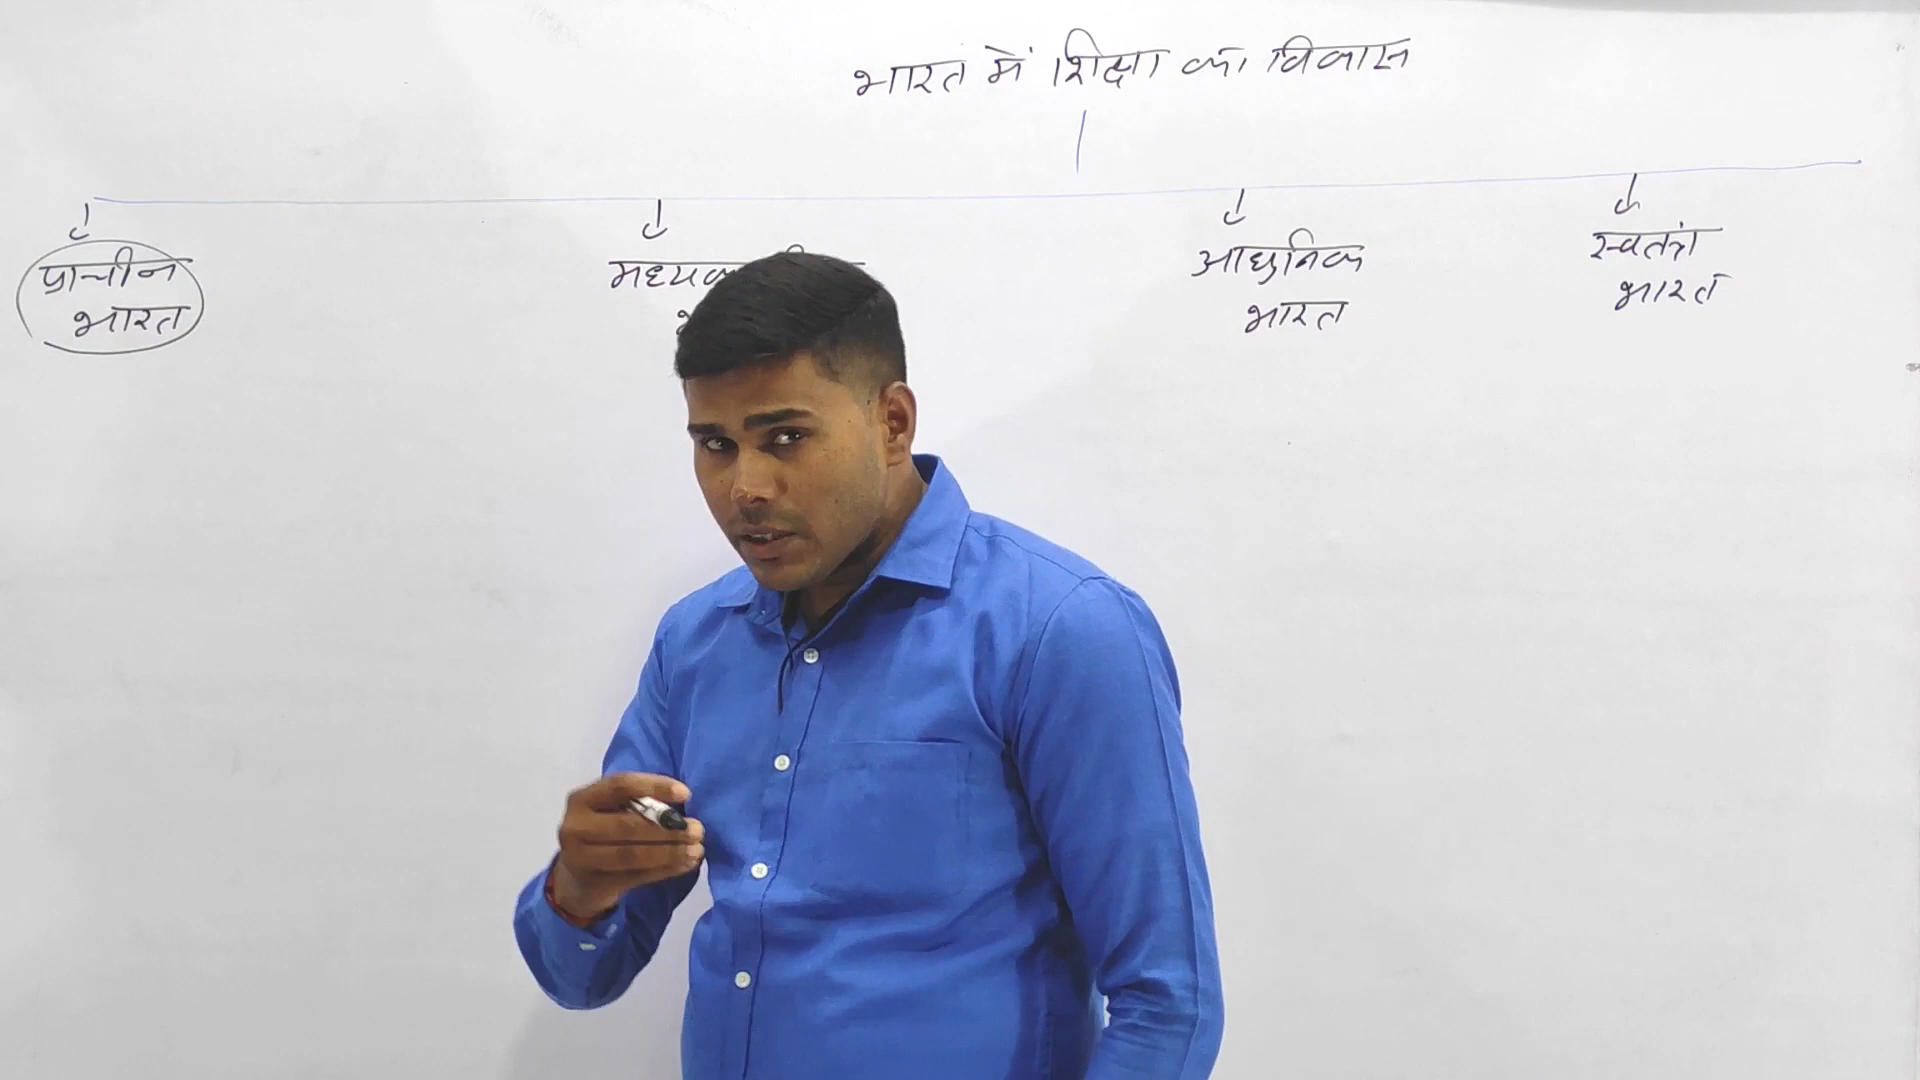 भारत में शिक्षा का विकास
प्राचीन
भारत
आधुनिक
भारत
स्वतंत्र
भारत